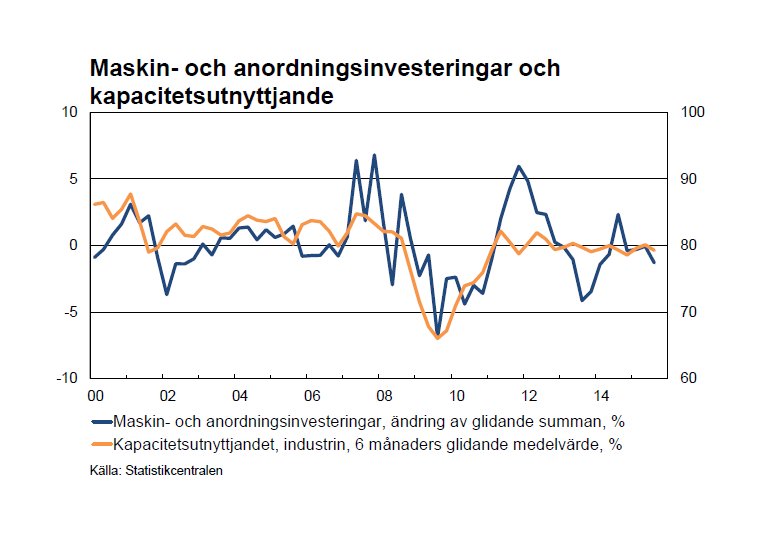 Maskin- och anordningsinvesteringar och
kapacitetsutnyttjande
10 100
5 90
0 80
-5 70
-10 60
00 02 04 06 08 10 12 14
Maskin- och anordningsinvesteringar, ändring av glidande summan, %
Kapacitetsutnyttjandet, industrin, 6 månaders glidande medelvärde, %
Källa: Statistikcentralen